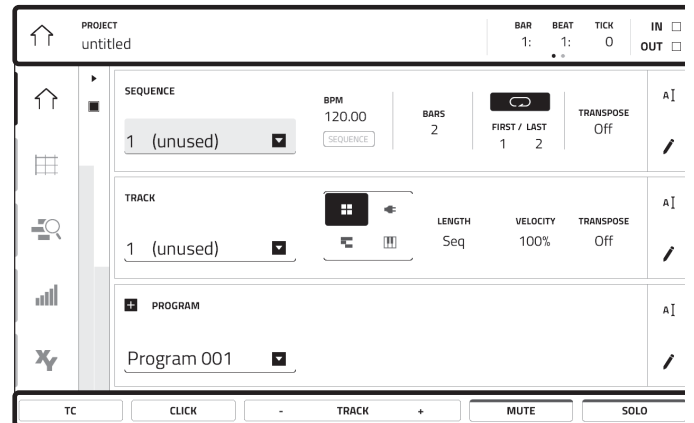 PROJECT
untitled
BAR BEAT TICK
1: 1: 0
IN
OUT
SEQUENCE
1 (unused)
BPM
120.00
SEQUENCE
BARS
2
FIRST / LAST
1 2
TRANSPOSE
Off
A
TRACK
1 (unused)
LENGTH
Seq
VELOCITY
100%
TRANSPOSE
Off
A
PROGRAM
Program 001
A
XY
TC CLICK - TRACK + MUTE SOLO